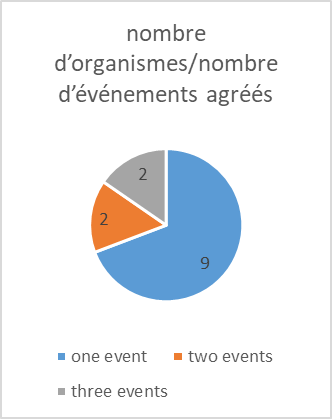 nombre
d’organismes/nombre
d’événements agréés
2
2
9
one event
two events
three events